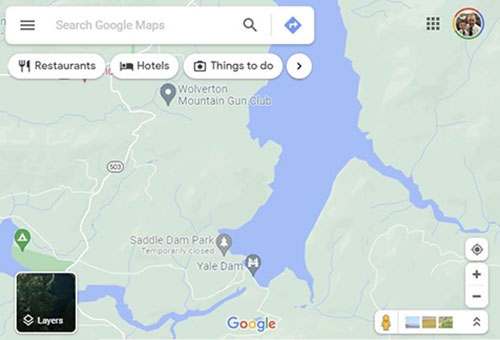 Search Google Maps
Restaurants
Hotels
Things to do
Wolverton
Mountain Gun Club
503
Saddle Dam Park
Temporarily closed
Yale Dam
Layers
Google